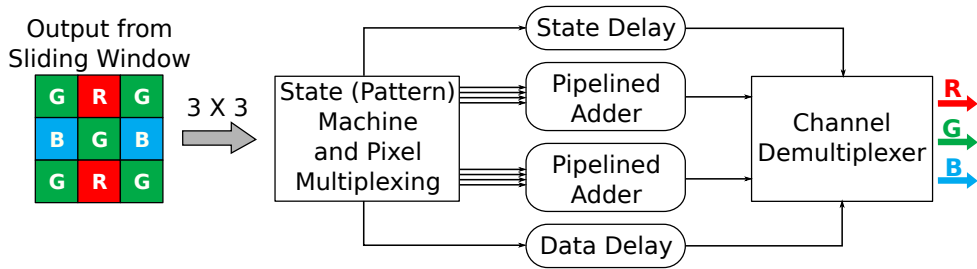 Output from
Sliding Window
G R G
B G B
G R G
3 X 3
State (Pattern)
Machine
and Pixel
Multiplexing
State Delay
Pipelined
Adder
Pipelined
Adder
Data Delay
Channel
Demultiplexer
R
G
B